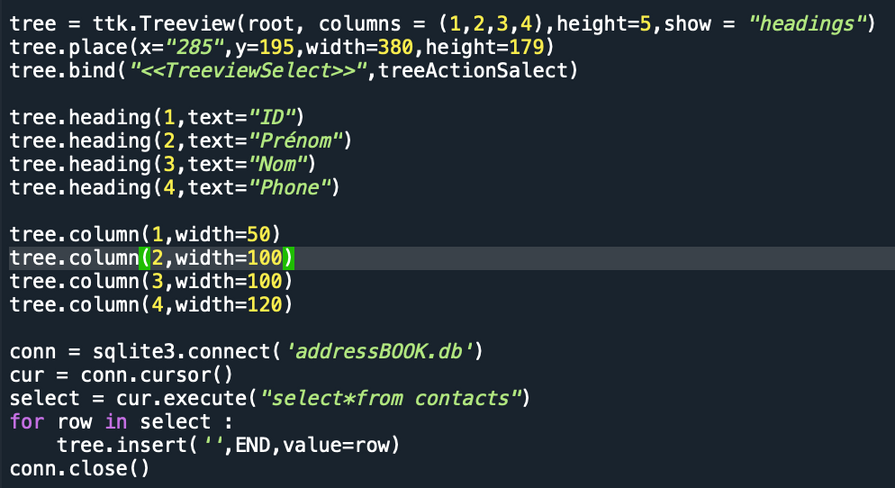 tree = ttk.Treeview(root, columns = (1,2,3,4),height=5,show = "headings")
tree.place(x="285",y=195,width=380,height=179)
tree.bind("<<TreeviewSelect>>",treeActionSalect)

tree.heading(1,text="ID")
tree.heading(2,text="Prénom")
tree.heading(3,text="Nom")
tree.heading(4,text="Phone")

tree.column(1,width=50)
tree.column(2,width=100)
tree.column(3,width=100)
tree.column(4,width=120)

conn = sqlite3.connect('addressBOOK.db')
cur = conn.cursor()
select = cur.execute("select*from contacts")
for row in select :
    tree.insert('',END,value=row)
conn.close()